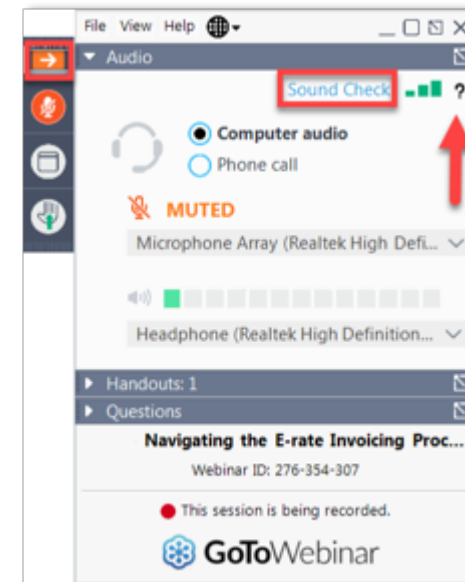 File View Help
Audio
Sound Check ?
Computer audio
Phone call
MUTED
Microphone Array (Realtek High Defi...
Headphone (Realtek High Definition...
Handouts: 1
Questions
Navigating the E-rate Invoicing Proc...
Webinar ID: 276-354-307
This session is being recorded.
GoToWebinar